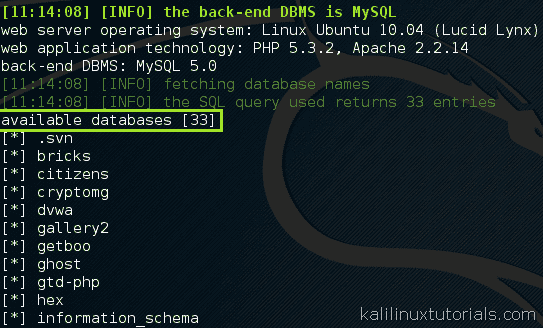 [11:14:08] [INFO] the back-end DBMS is MySQL
web server operating system: Linux Ubuntu 10.04 (Lucid Lynx)
web application technology: PHP 5.3.2, Apache 2.2.14
back-end DBMS: MySQL 5.0
[11:14:08] [INFO] fetching database names
[11:14:08] [INFO] the SQL query used returns 33 entries
available databases [33]
[*] .svn
[*] bricks
[*] citizens
[*] cryptomg
[*] dvwa
[*] gallery2
[*] getboo
[*] ghost
[*] gtd-php
[*] hex
[*] information_schema
kalilinuxtutorials.com